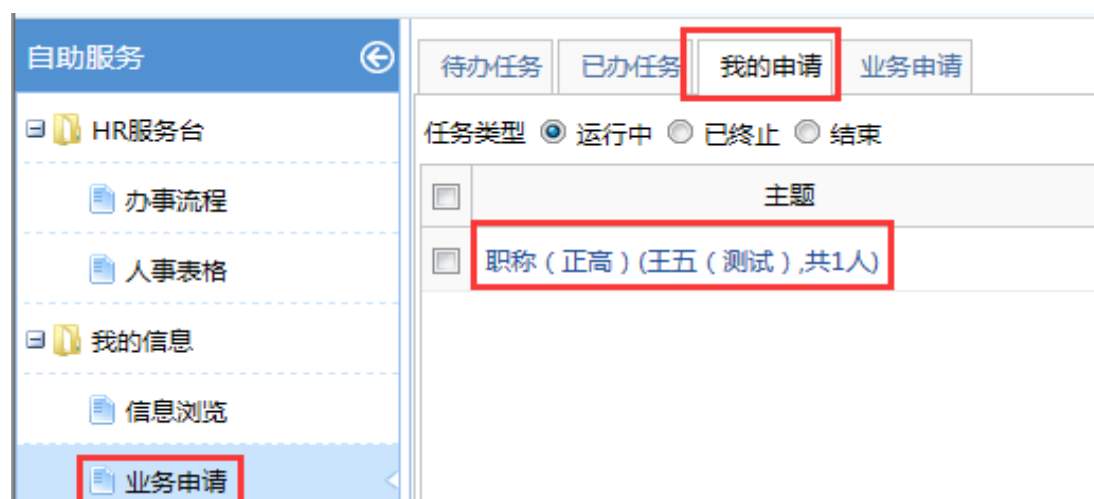 自助服务
待办任务 已办任务 我的申请 业务申请
HR服务台
任务类型 运行中 已终止 结束
办事流程
主题
人事表格
职称（正高）(王五（测试）,共1人)
我的信息
信息浏览
业务申请